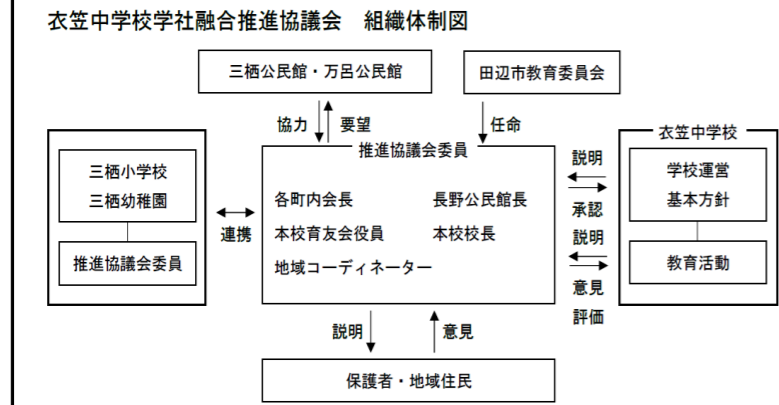 衣笠中学校学社融合推進協議会　組織体制図
三栖公民館・万呂公民館
田辺市教育委員会
協力
要望
任命
三栖小学校
三栖幼稚園
推進協議会委員
連携
推進協議会委員
各町内会長
長野公民館長
本校育友会役員
本校校長
地域コーディネーター
説明
承認
説明
意見
評価
衣笠中学校
学校運営
基本方針
教育活動
説明
意見
保護者・地域住民